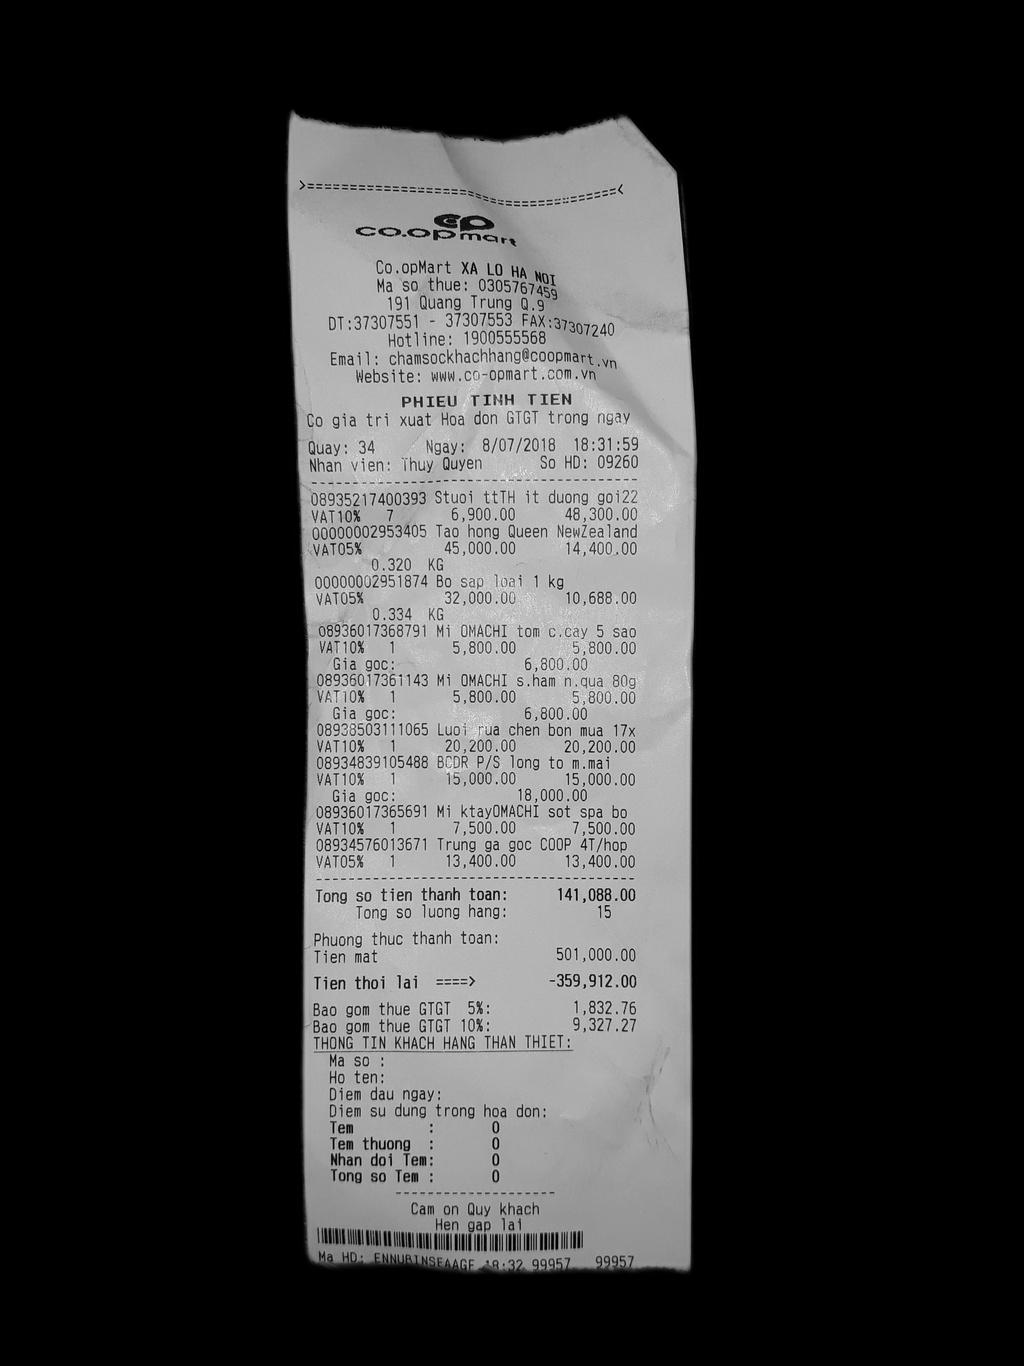 >========================================<
co.opmart
Co.opMart XA LO HA NOI
Ma so thue: 0305767459
191 Quang Trung Q.9
DT:37307551 - 37307553 FAX:37307240
Hotline: 1900555568
Email: chamsockhachhang@coopmart.vn
Website: www.co-opmart.com.vn
PHIEU TINH TIEN
Co gia tri xuat Hoa don GTGT trong ngay
Quay: 34 Ngay: 8/07/2018 18:31:59
Nhan vien: Thuy Quyen So HD: 09260
08935217400393 Stuoi ttTH it duong goi22
VAT10% 7 6,900.00 48,300.00
00000002953405 Tao hong Queen NewZealand
VAT05% 45,000.00 14,400.00
0.320 KG
00000002951874 Bo sap loai 1 kg
VAT05% 32,000.00 10,688.00
0.334 KG
08936017368791 Mi OMACHI tom c.cay 5 sao
VAT10% 1 5,800.00 5,800.00
Gia goc: 6,800.00
08936017361143 Mi OMACHI s.ham n.qua 80g
VAT10% 1 5,800.00 5,800.00
Gia goc: 6,800.00
08938503111065 Luoi rua chen bon mua 17x
VAT10% 1 20,200.00 20,200.00
08934839105488 BCDR P/S long to m.mai
VAT10% 1 15,000.00 15,000.00
Gia goc: 18,000.00
08936017365691 Mi ktayOMACHI sot spa bo
VAT10% 1 7,500.00 7,500.00
08934576013671 Trung ga goc COOP 4T/hop
VAT05% 1 13,400.00 13,400.00
Tong so tien thanh toan: 141,088.00
Tong so luong hang: 15
Phuong thuc thanh toan:
Tien mat 501,000.00
Tien thoi lai ====> -359,912.00
Bao gom thue GTGT 5%: 1,832.76
Bao gom thue GTGT 10%: 9,327.27
THONG TIN KHACH HANG THAN THIET:
Ma so :
Ho ten:
Diem dau ngay:
Diem su dung trong hoa don:
Tem : 0
Tem thuong : 0
Nhan doi Tem: 0
Tong so Tem : 0
Cam on Quy khach
Hen gap lai
Ma HD: 18:32 99957 99957